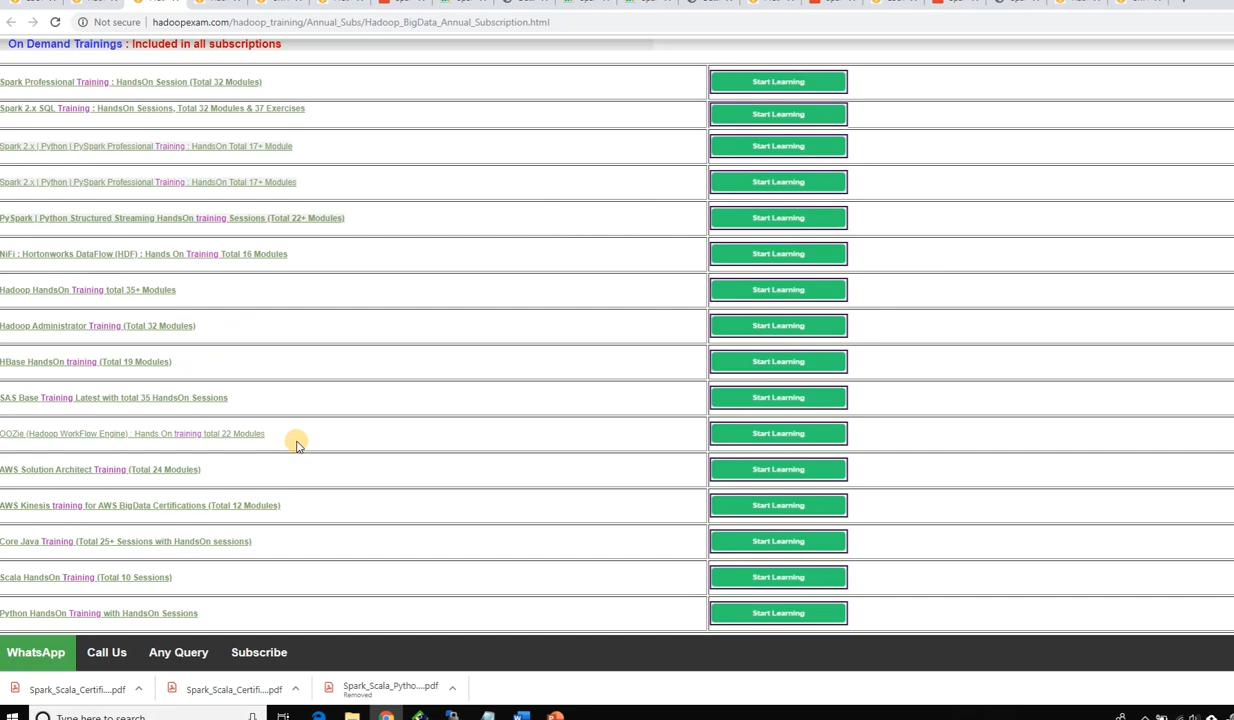 Not secure
hadoopexam.com/hadoop_training/Annual_Subs/Hadoop_BigData_Annual_Subscription.html
On Demand Trainings : Included in all subscriptions
Spark Professional Training : HandsOn Session (Total 32 Modules)
Start Learning
Spark 2.x SQL Training : HandsOn Sessions, Total 32 Modules & 37 Exercises
Start Learning
Spark 2.x | Python | PySpark Professional Training : HandsOn Total 17+ Module
Start Learning
Spark 2.x | Python | PySpark Professional Training : HandsOn Total 17+ Modules
Start Learning
PySpark | Python Structured Streaming HandsOn training Sessions (Total 22+ Modules)
Start Learning
NiFi : Hortonworks DataFlow (HDF) : Hands On Training Total 16 Modules
Start Learning
Hadoop HandsOn Training total 35+ Modules
Start Learning
Hadoop Administrator Training (Total 32 Modules)
Start Learning
HBase HandsOn training (Total 19 Modules)
Start Learning
SAS Base Training Latest with total 35 HandsOn Sessions
Start Learning
OOZie (Hadoop WorkFlow Engine) : Hands On training total 22 Modules
Start Learning
AWS Solution Architect Training (Total 24 Modules)
Start Learning
AWS Kinesis training for AWS BigData Certifications (Total 12 Modules)
Start Learning
Core Java Training (Total 25+ Sessions with HandsOn sessions)
Start Learning
Scala HandsOn Training (Total 10 Sessions)
Start Learning
Python HandsOn Training with HandsOn Sessions
Start Learning
WhatsApp Call Us Any Query Subscribe
Spark_Scala_Certifi....pdf
Spark_Scala_Certifi....pdf
Spark_Scala_Pytho....pdf
Removed
Type here to search